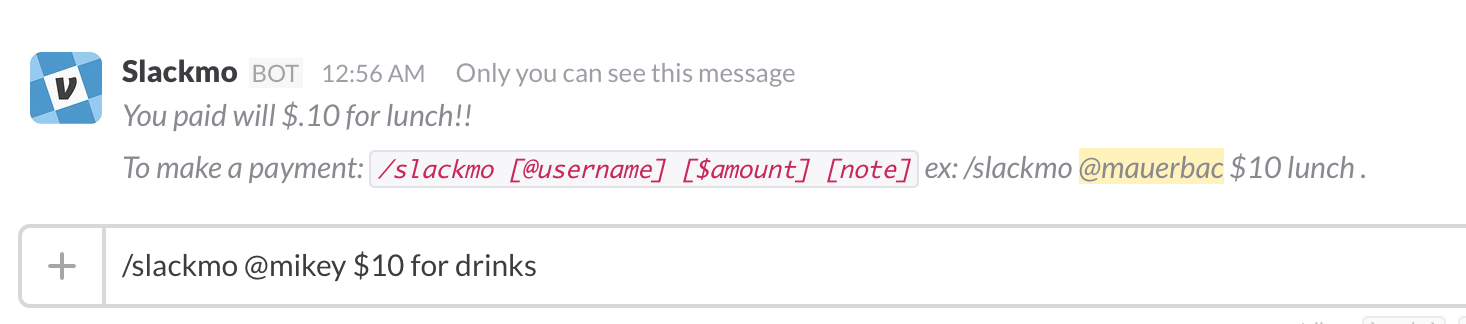 Slackmo BOT 12:56 AM Only you can see this message
You paid will $.10 for lunch!!
To make a payment: /slackmo [@username] [$amount] [note] ex: /slackmo @mauerbac $10 lunch .
/slackmo @mikey $10 for drinks